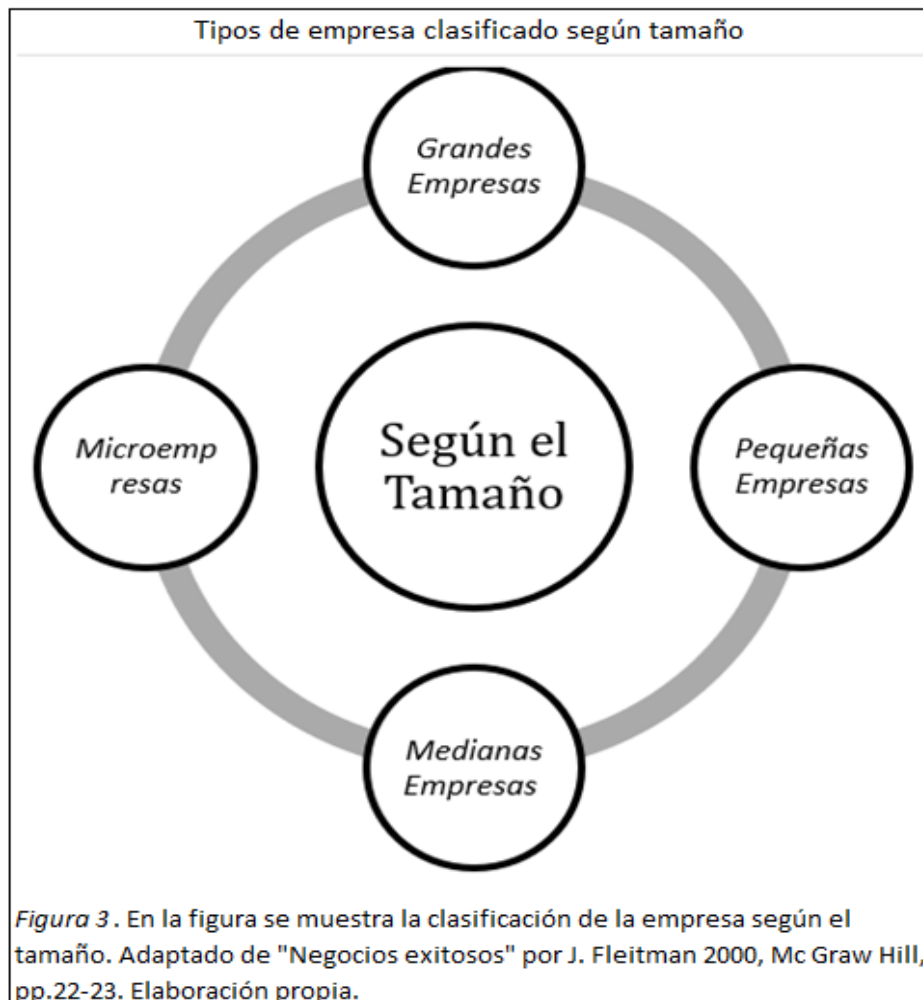 Tipos de empresa clasificado según tamaño
Grandes
Empresas
Microemp
resas
Según el
Tamaño
Pequeñas
Empresas
Medianas
Empresas
Figura 3. En la figura se muestra la clasificación de la empresa según el
tamaño. Adaptado de "Negocios exitosos" por J. Fleitman 2000, Mc Graw Hill,
pp.22-23. Elaboración propia.